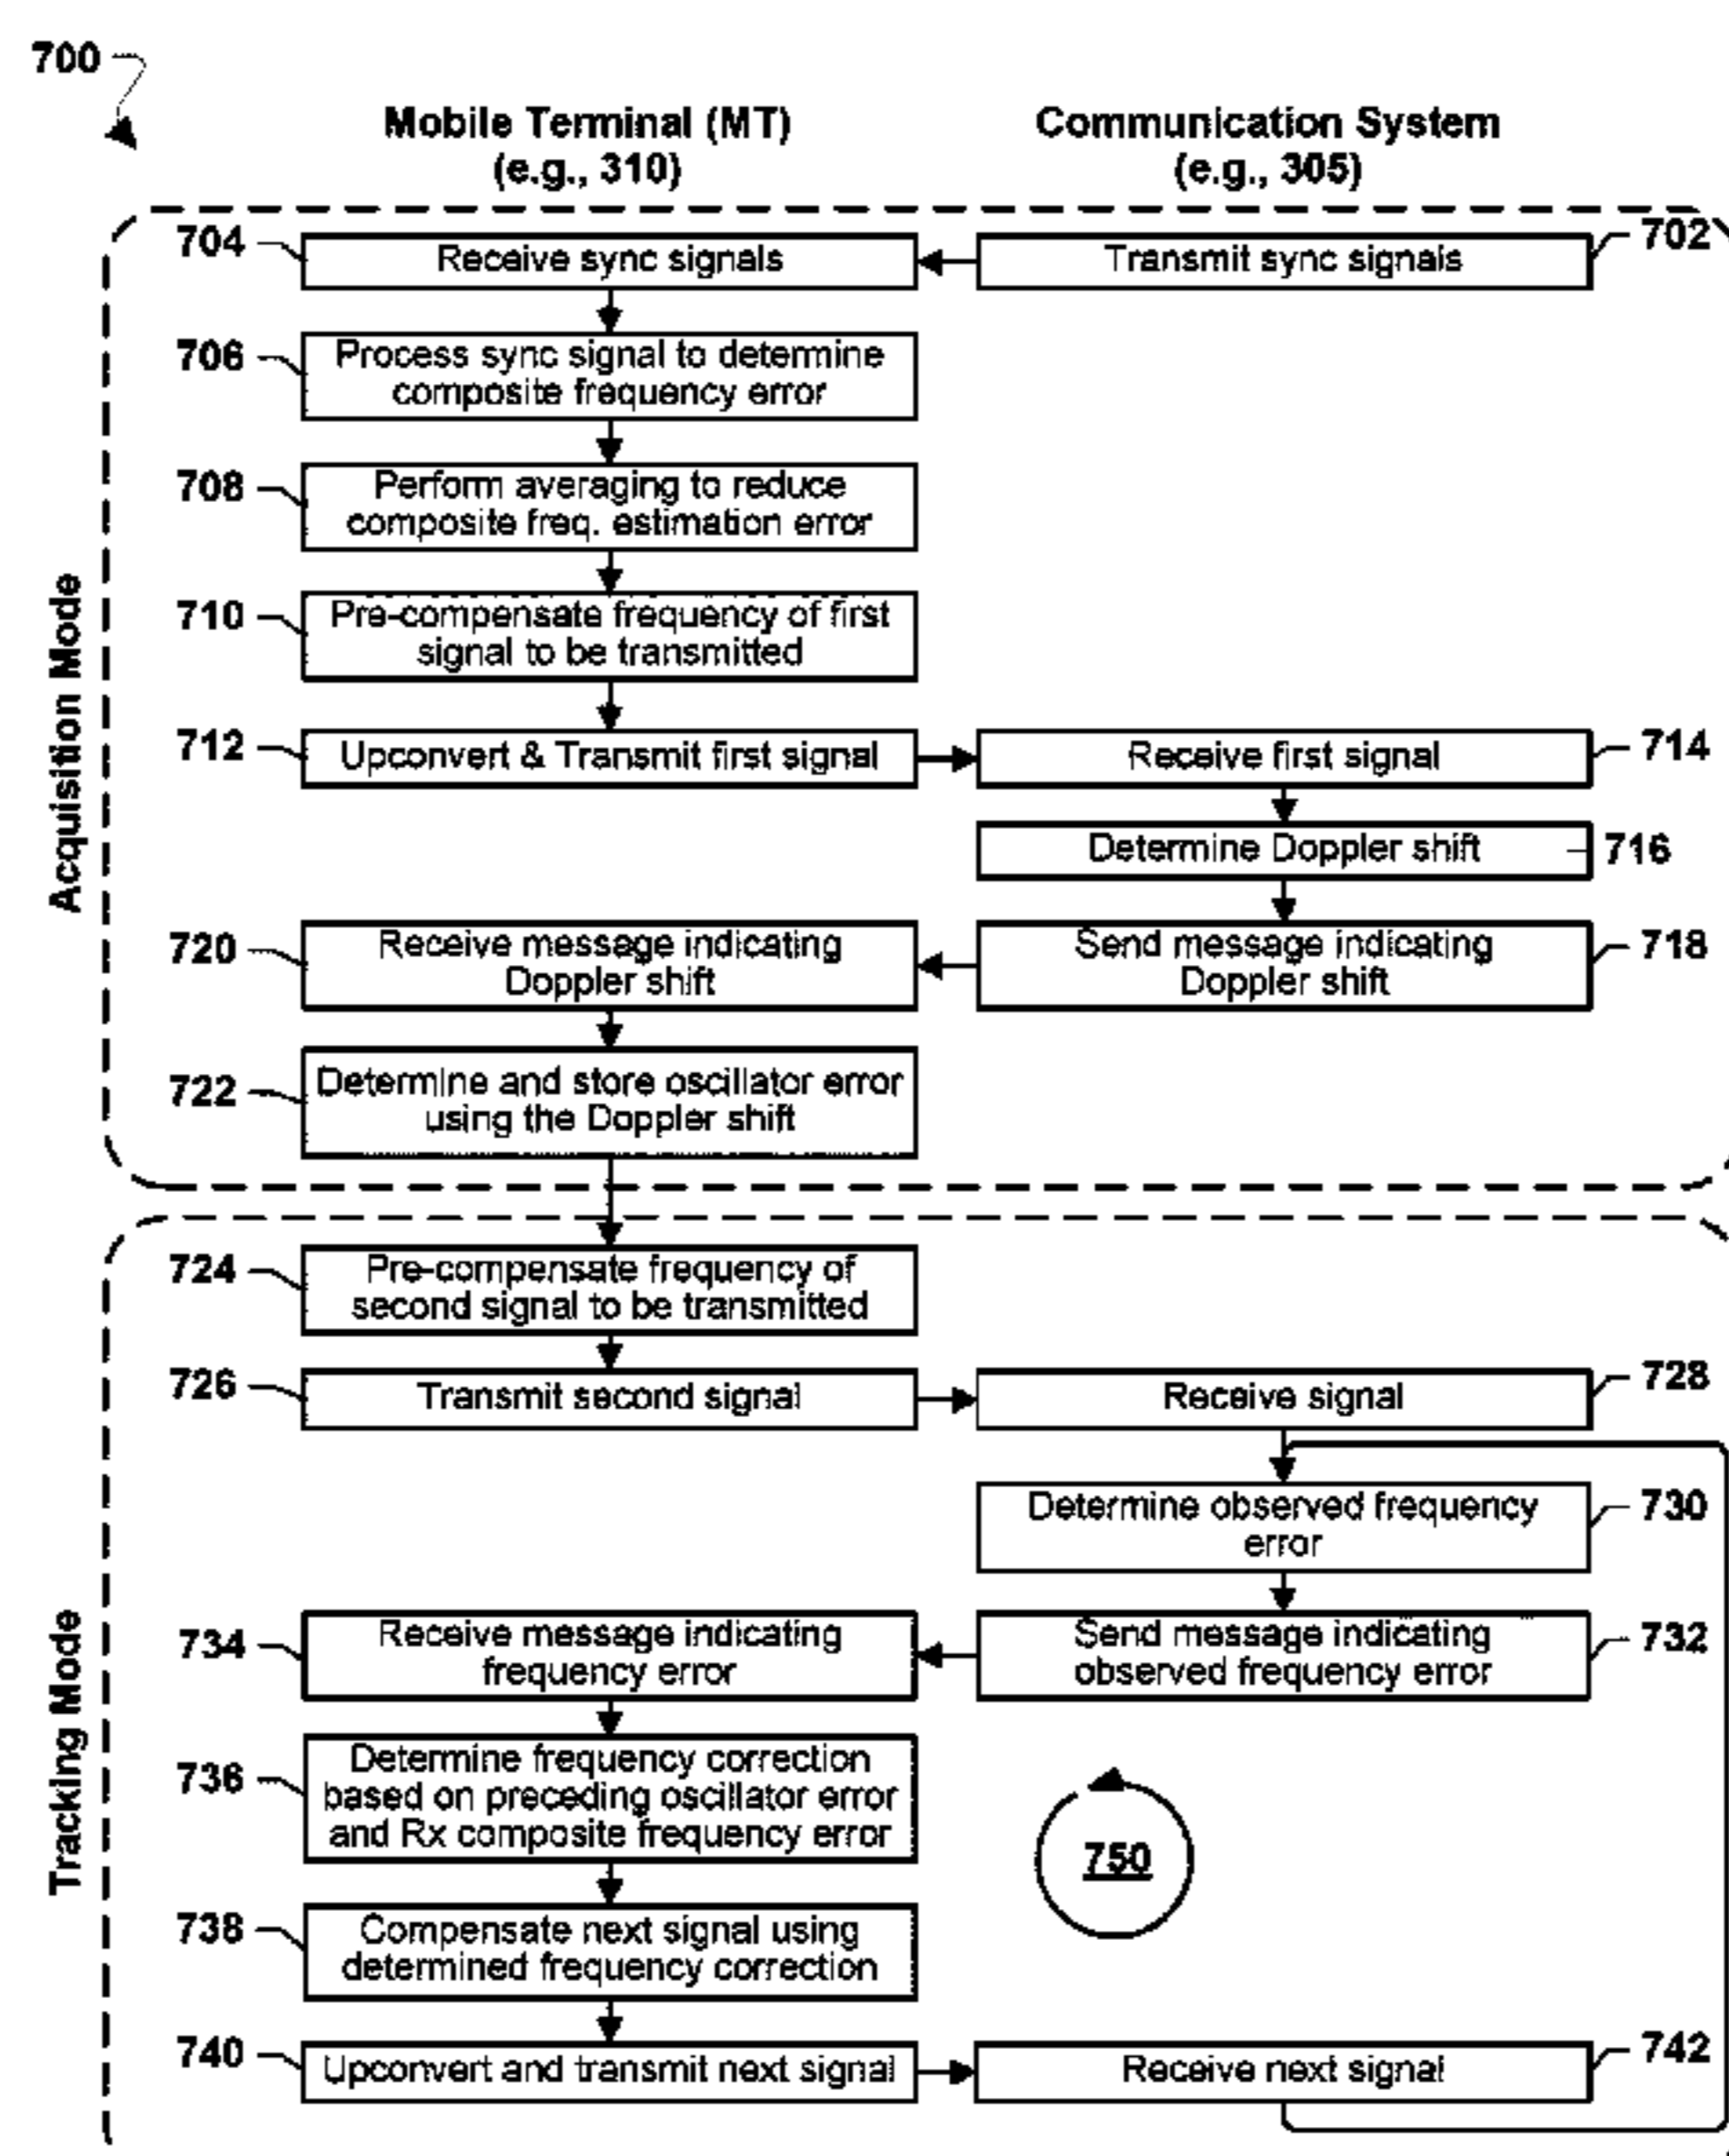 700
Mobile Terminal (MT)
(e.g., 310)
Communication System
(e.g., 305)
Acquisition Mode
704
Receive sync signals
Transmit sync signals
702
706
Process sync signal to determine
composite frequency error
708
Perform averaging to reduce
composite freq. estimation error
710
Pre-compensate frequency of first
signal to be transmitted
712
Upconvert & Transmit first signal
Receive first signal
714
Determine Doppler shift
716
720
Receive message indicating
Doppler shift
Send message indicating
Doppler shift
718
722
Determine and store oscillator error
using the Doppler shift
Tracking Mode
724
Pre-compensate frequency of
second signal to be transmitted
726
Transmit second signal
Receive signal
728
Determine observed frequency
error
730
734
Receive message indicating
frequency error
Send message indicating
observed frequency error
732
736
Determine frequency correction
based on preceding oscillator error
and Rx composite frequency error
750
738
Compensate next signal using
determined frequency correction
740
Upconvert and transmit next signal
Receive next signal
742